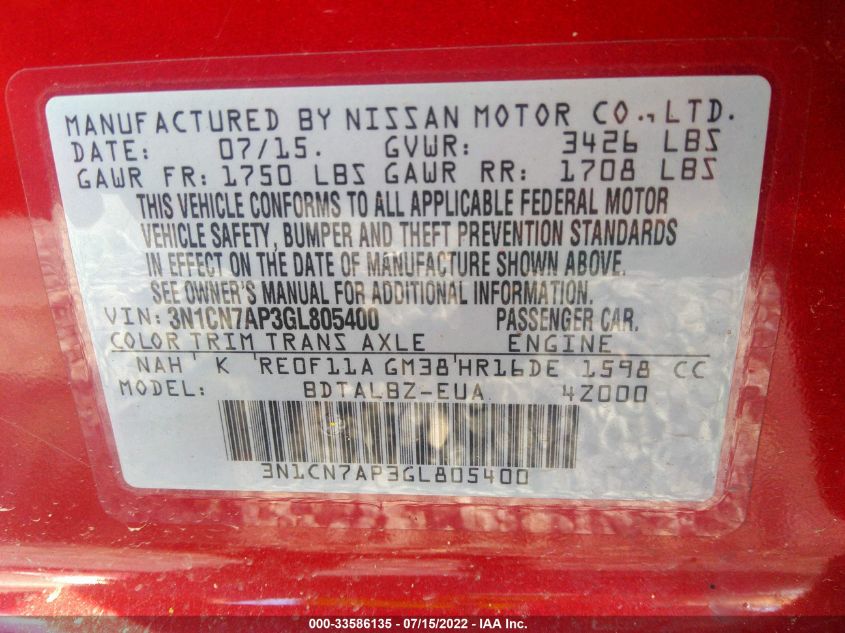 MANUFACTURED BY NISSAN MOTOR CO., LTD.
DATE: 07/15. GVWR: 3426 LBS
GAWR FR: 1750 LBS GAWR RR: 1708 LBS
THIS VEHICLE CONFORMS TO ALL APPLICABLE FEDERAL MOTOR
VEHICLE SAFETY, BUMPER AND THEFT PREVENTION STANDARDS
IN EFFECT ON THE DATE OF MANUFACTURE SHOWN ABOVE.
SEE OWNER'S MANUAL FOR ADDITIONAL INFORMATION.
VIN: 3N1CN7AP3GL805400 PASSENGER CAR.
COLOR TRIM TRANS AXLE ENGINE
NAH K RE0F11A GM38 HR16DE 1598 CC
MODEL: BDTALBZ-EUA 4Z000
3N1CN7AP3GL805400
000-33586135 - 07/15/2022 - IAA Inc.